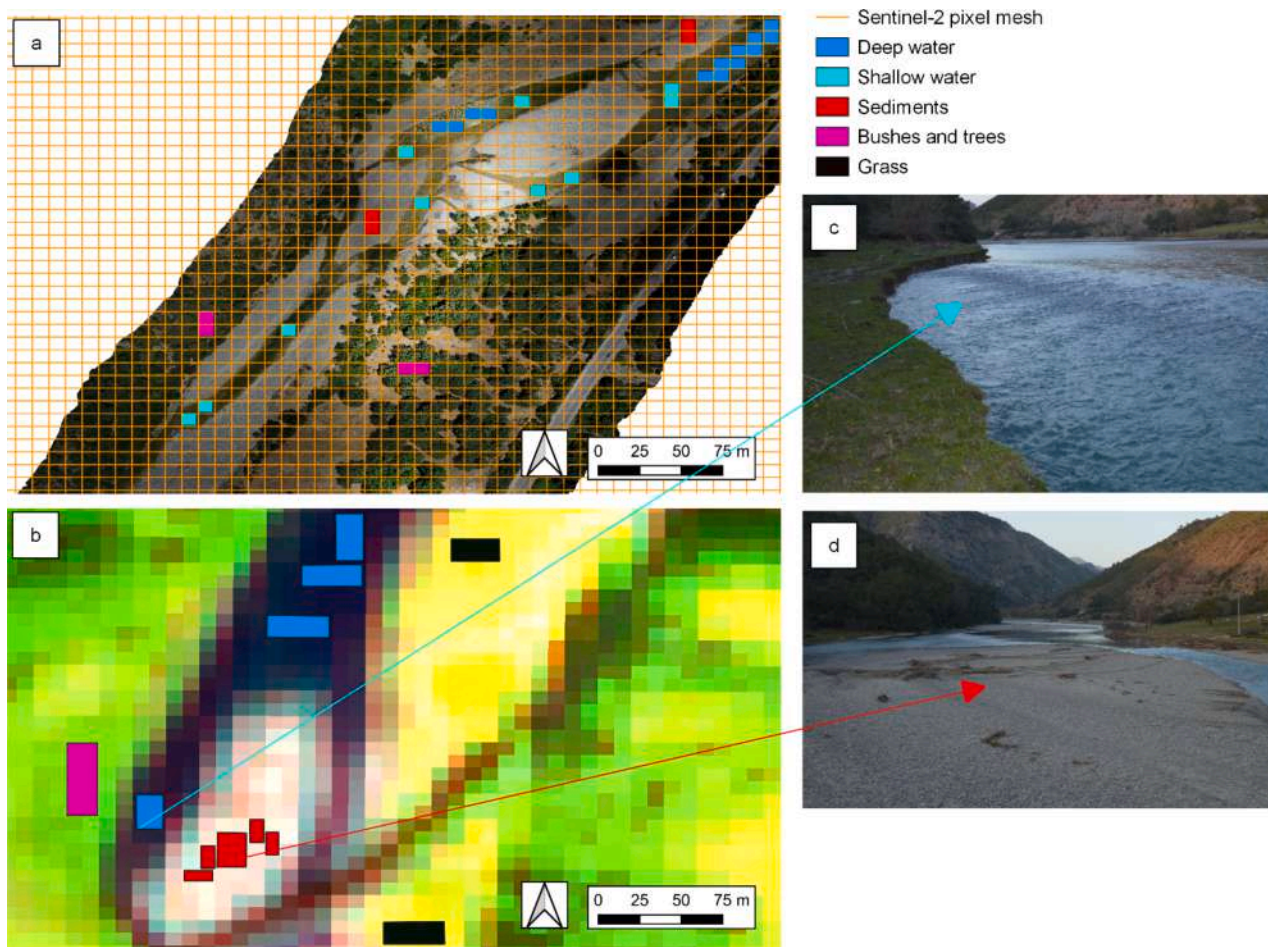 a
Sentinel-2 pixel mesh
Deep water
Shallow water
Sediments
Bushes and trees
Grass
0 25 50 75 m
b
0 25 50 75 m
c
d